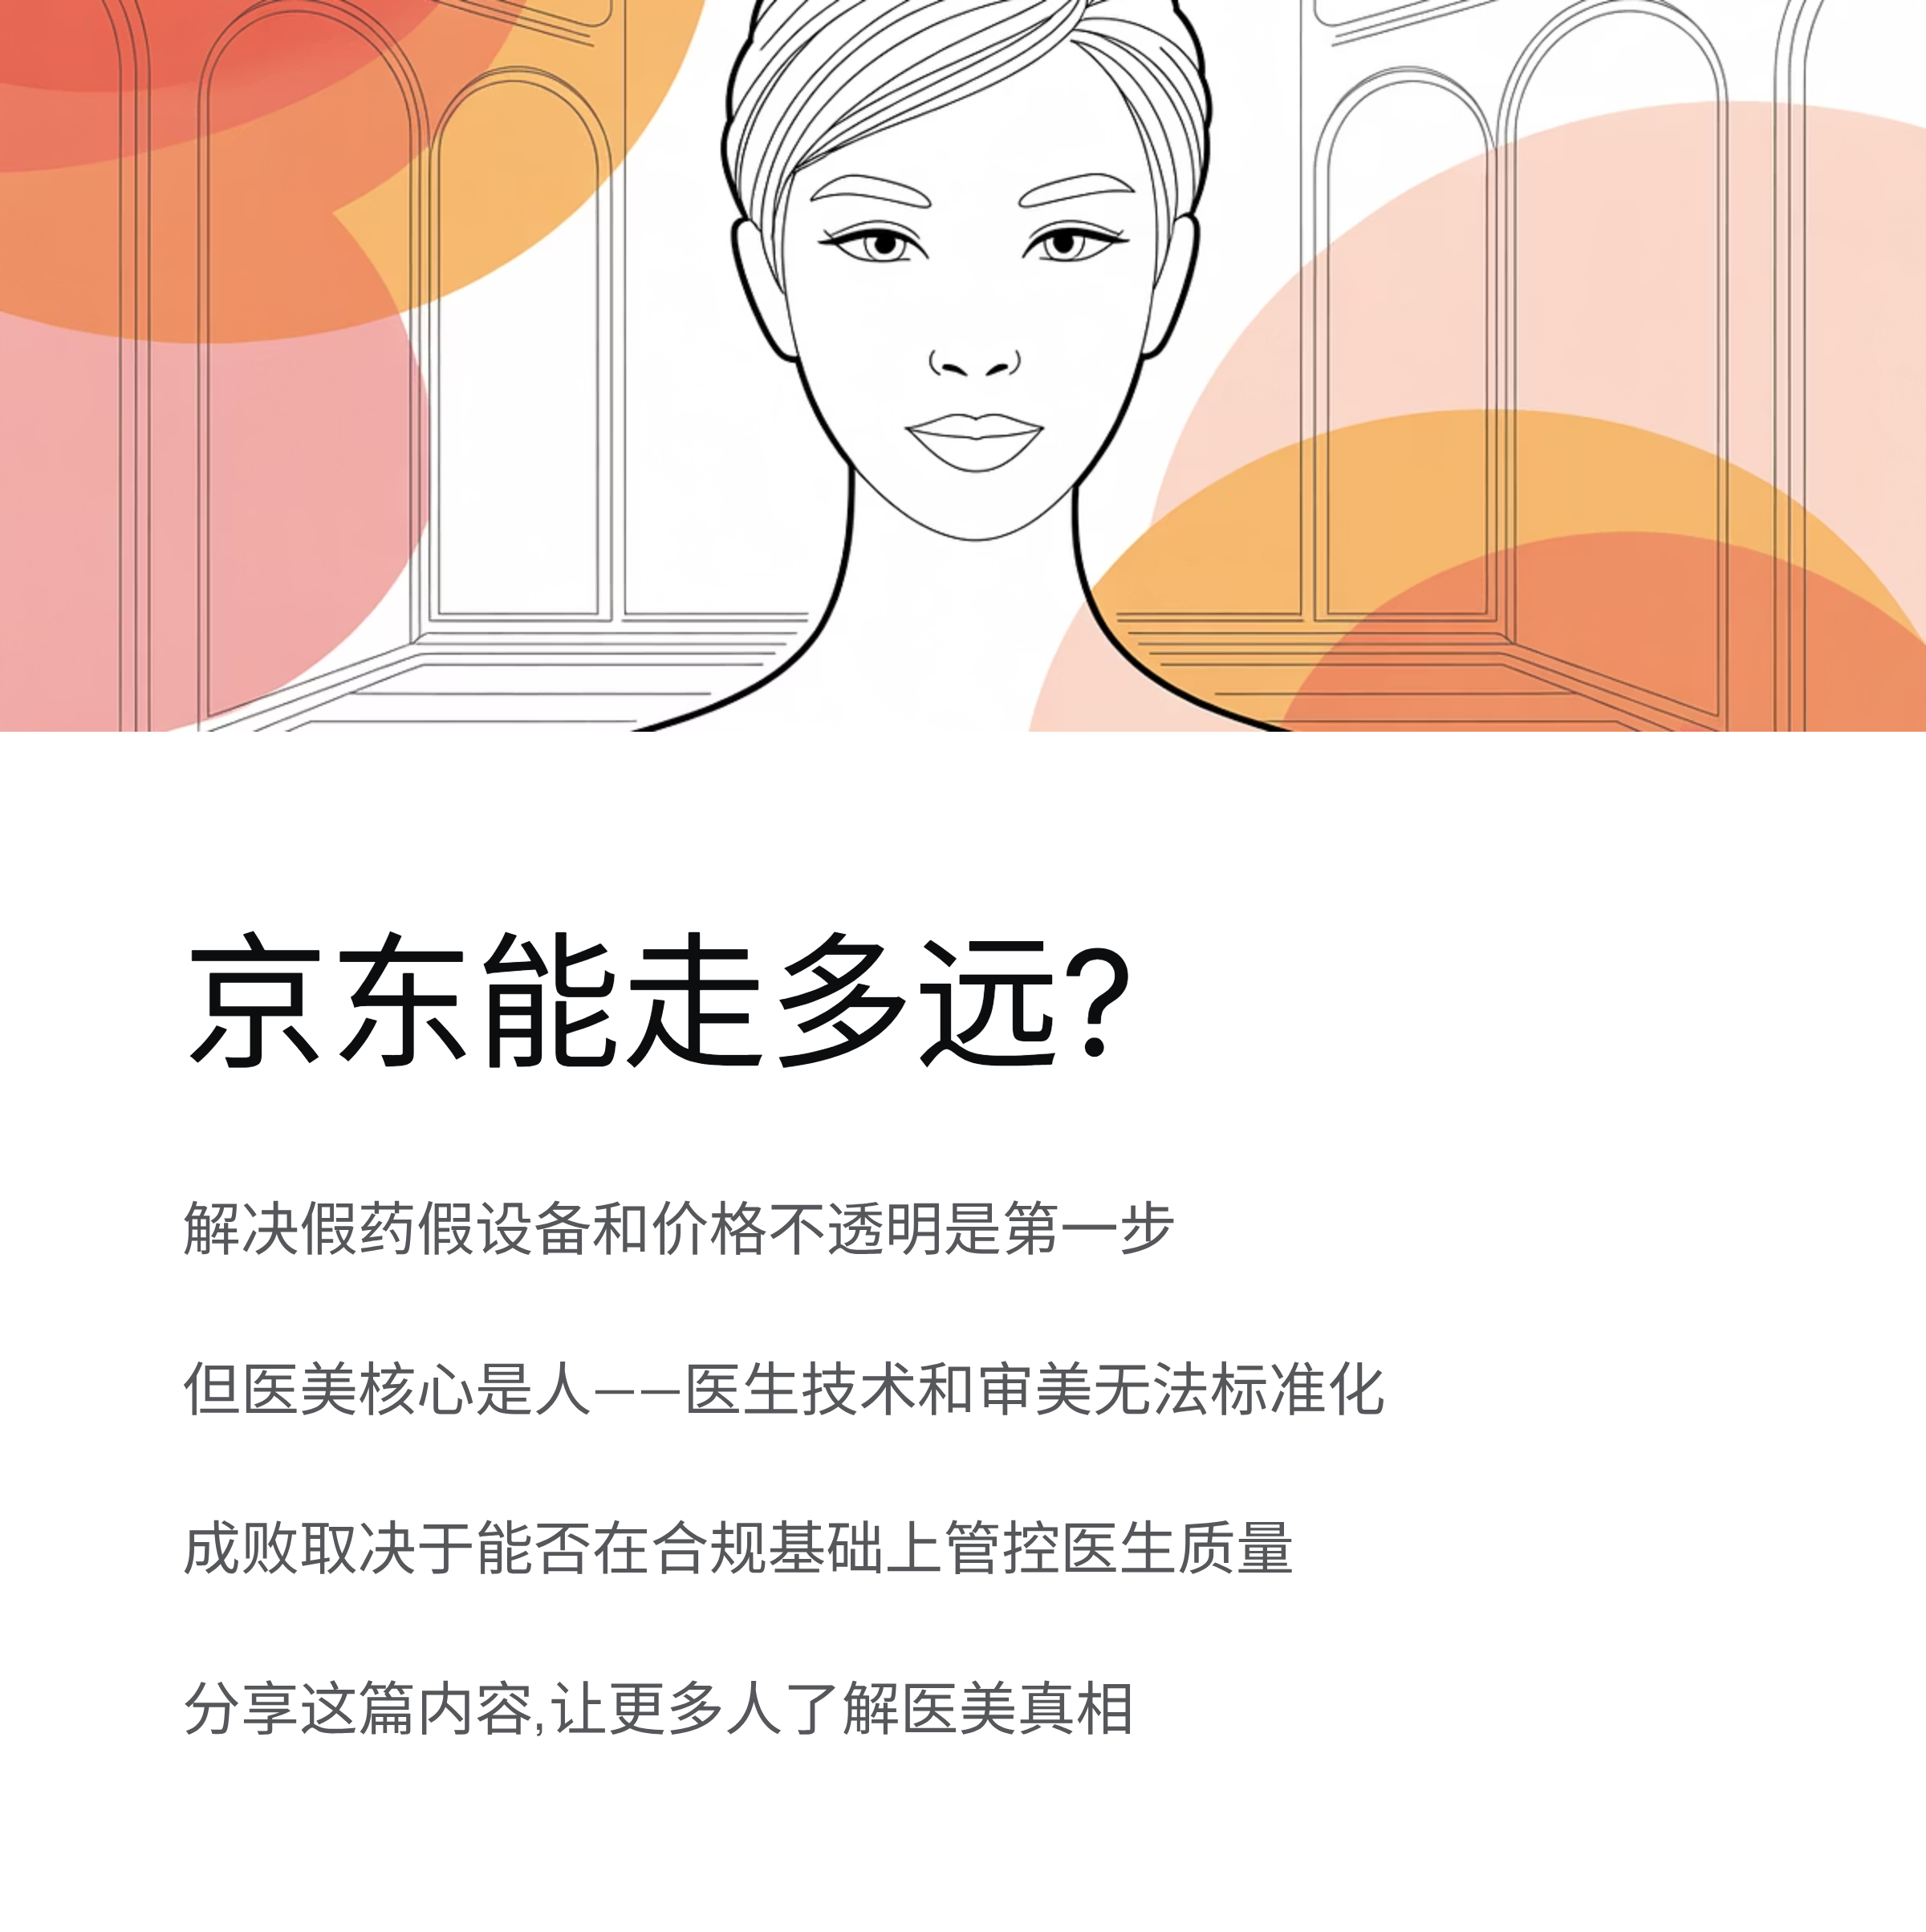 京东能走多远?
解决假药假设备和价格不透明是第一步
但医美核心是人——医生技术和审美无法标准化
成败取决于能否在合规基础上管控医生质量
分享这篇内容,让更多人了解医美真相